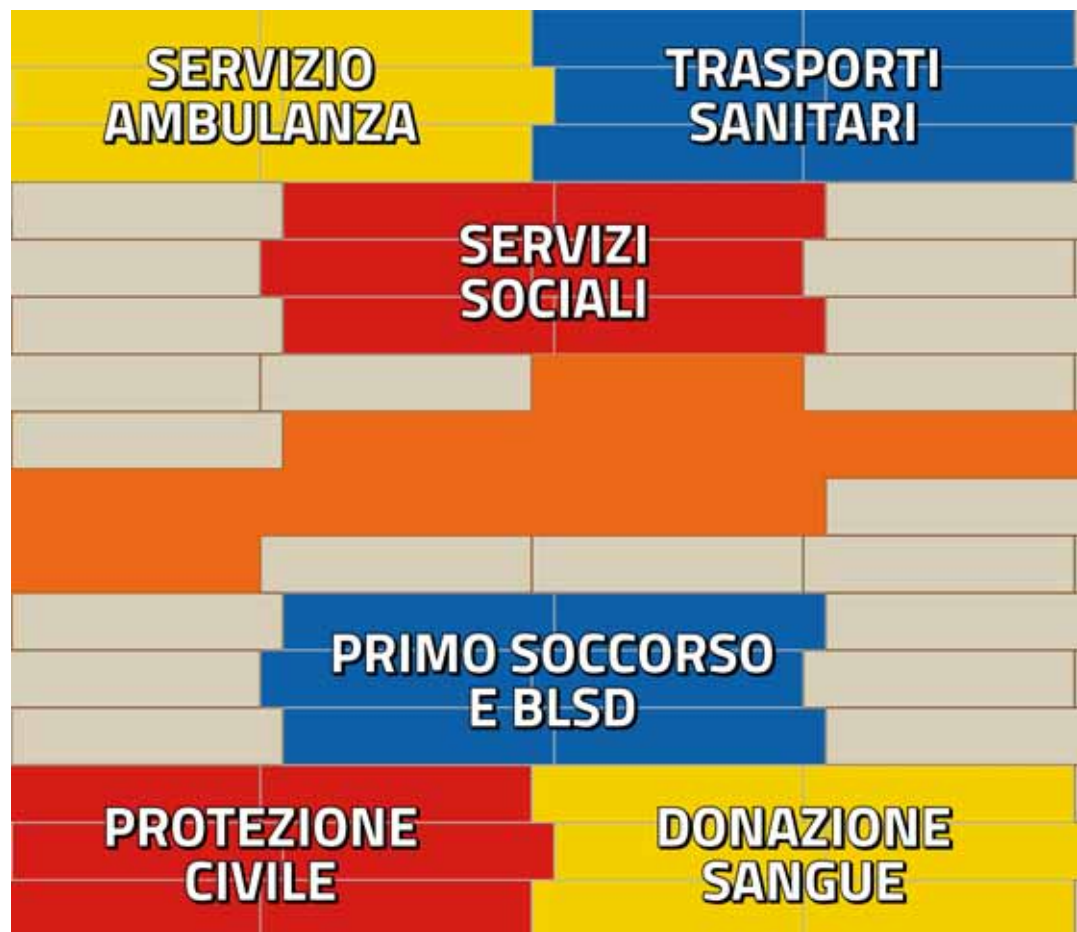 SERVIZIO
AMBULANZA
TRASPORTI
SANITARI
SERVIZI
SOCIALI
PRIMO SOCCORSO
E BLSD
PROTEZIONE
CIVILE
DONAZIONE
SANGUE